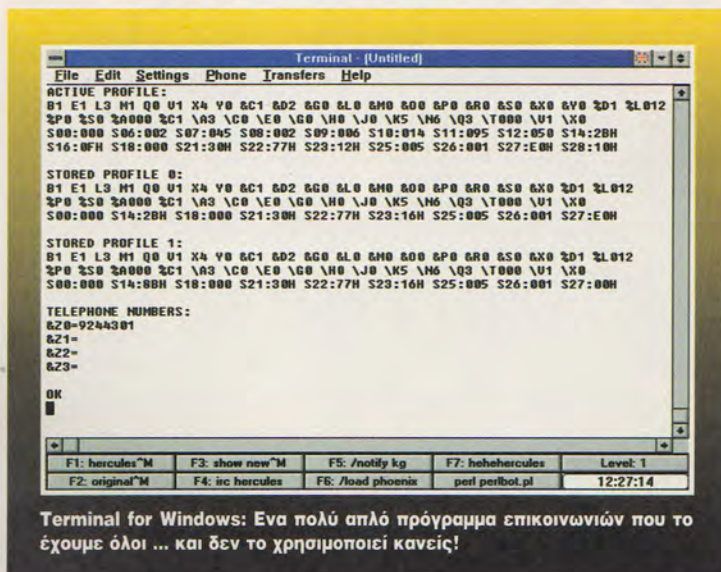 Terminal - [Untitled]
File Edit Settings Phone Transfers Help
ACTIVE PROFILE:
B1 E1 L3 M1 Q0 V1 X4 Y0 &C1 &D2 &G0 &L0 &M0 &O0 &P0 &R0 &S0 &X0 &Y0 %D1 %L012
%P0 %S0 %A000 %C1 \A3 \C0 \E0 \G0 \H0 \J0 \K5 \N6 \Q3 \T000 \V1 \X0
S00:000 S06:002 S07:045 S08:002 S09:006 S10:014 S11:095 S12:050 S14:2BH
S16:0FH S18:000 S21:30H S22:77H S23:12H S25:005 S26:001 S27:E0H S28:10H
STORED PROFILE 0:
B1 E1 L3 M1 Q0 V1 X4 Y0 &C1 &D2 &G0 &L0 &M0 &O0 &P0 &R0 &S0 &X0 %D1 %L012
%P0 %S0 %A000 %C1 \A3 \C0 \E0 \G0 \H0 \J0 \K5 \N6 \Q3 \T000 \V1 \X0
S00:000 S14:2BH S18:000 S21:30H S22:77H S23:16H S25:005 S26:001 S27:E0H
STORED PROFILE 1:
B1 E1 L3 M1 Q0 V1 X4 Y0 &C1 &D2 &G0 &L0 &M0 &O0 &P0 &R0 &S0 &X0 %D1 %L012
%P0 %S0 %A000 %C1 \A3 \C0 \E0 \G0 \H0 \J0 \K5 \N6 \Q3 \T000 \V1 \X0
S00:000 S14:8BH S18:000 S21:30H S22:77H S23:16H S25:005 S26:001 S27:00H
TELEPHONE NUMBERS:
&Z0=9244301
&Z1=
&Z2=
&Z3=
OK
F1: hercules^M F3: show new^M F5: /notify kg F7: hehehercules Level: 1
F2: original^M F4: irc hercules F6: /load phoenix perl perlbot.pl 12:27:14
Terminal for Windows: Ενα πολύ απλό πρόγραμμα επικοινωνιών που το
έχουμε όλοι ... και δεν το χρησιμοποιεί κανείς!